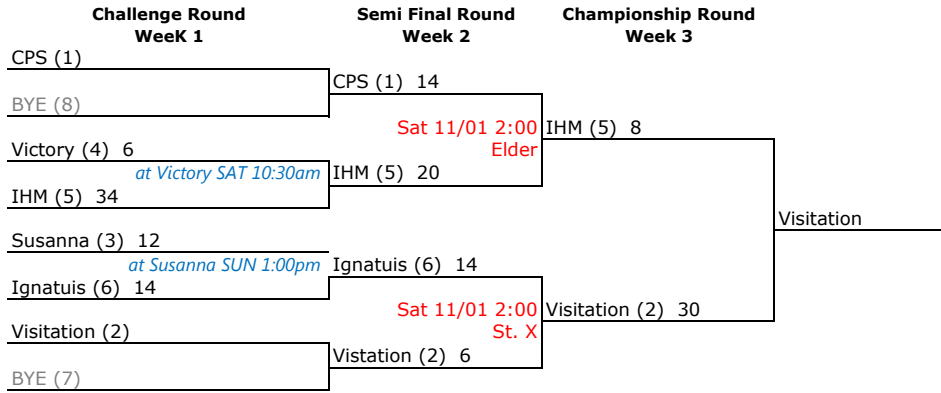 Challenge Round
WeeK 1
Semi Final Round
Week 2
Championship Round
Week 3
CPS (1)
BYE (8)
Victory (4)  6
at Victory SAT 10:30am
IHM (5)  34
Susanna (3)  12
at Susanna SUN 1:00pm
Ignatuis (6)  14
Visitation (2)
BYE (7)
CPS (1)  14
Sat 11/01 2:00
Elder
IHM (5)  20
Ignatuis (6)  14
Sat 11/01 2:00
St. X
Vistation (2)  6
IHM (5)  8
Visitation (2)  30
Visitation